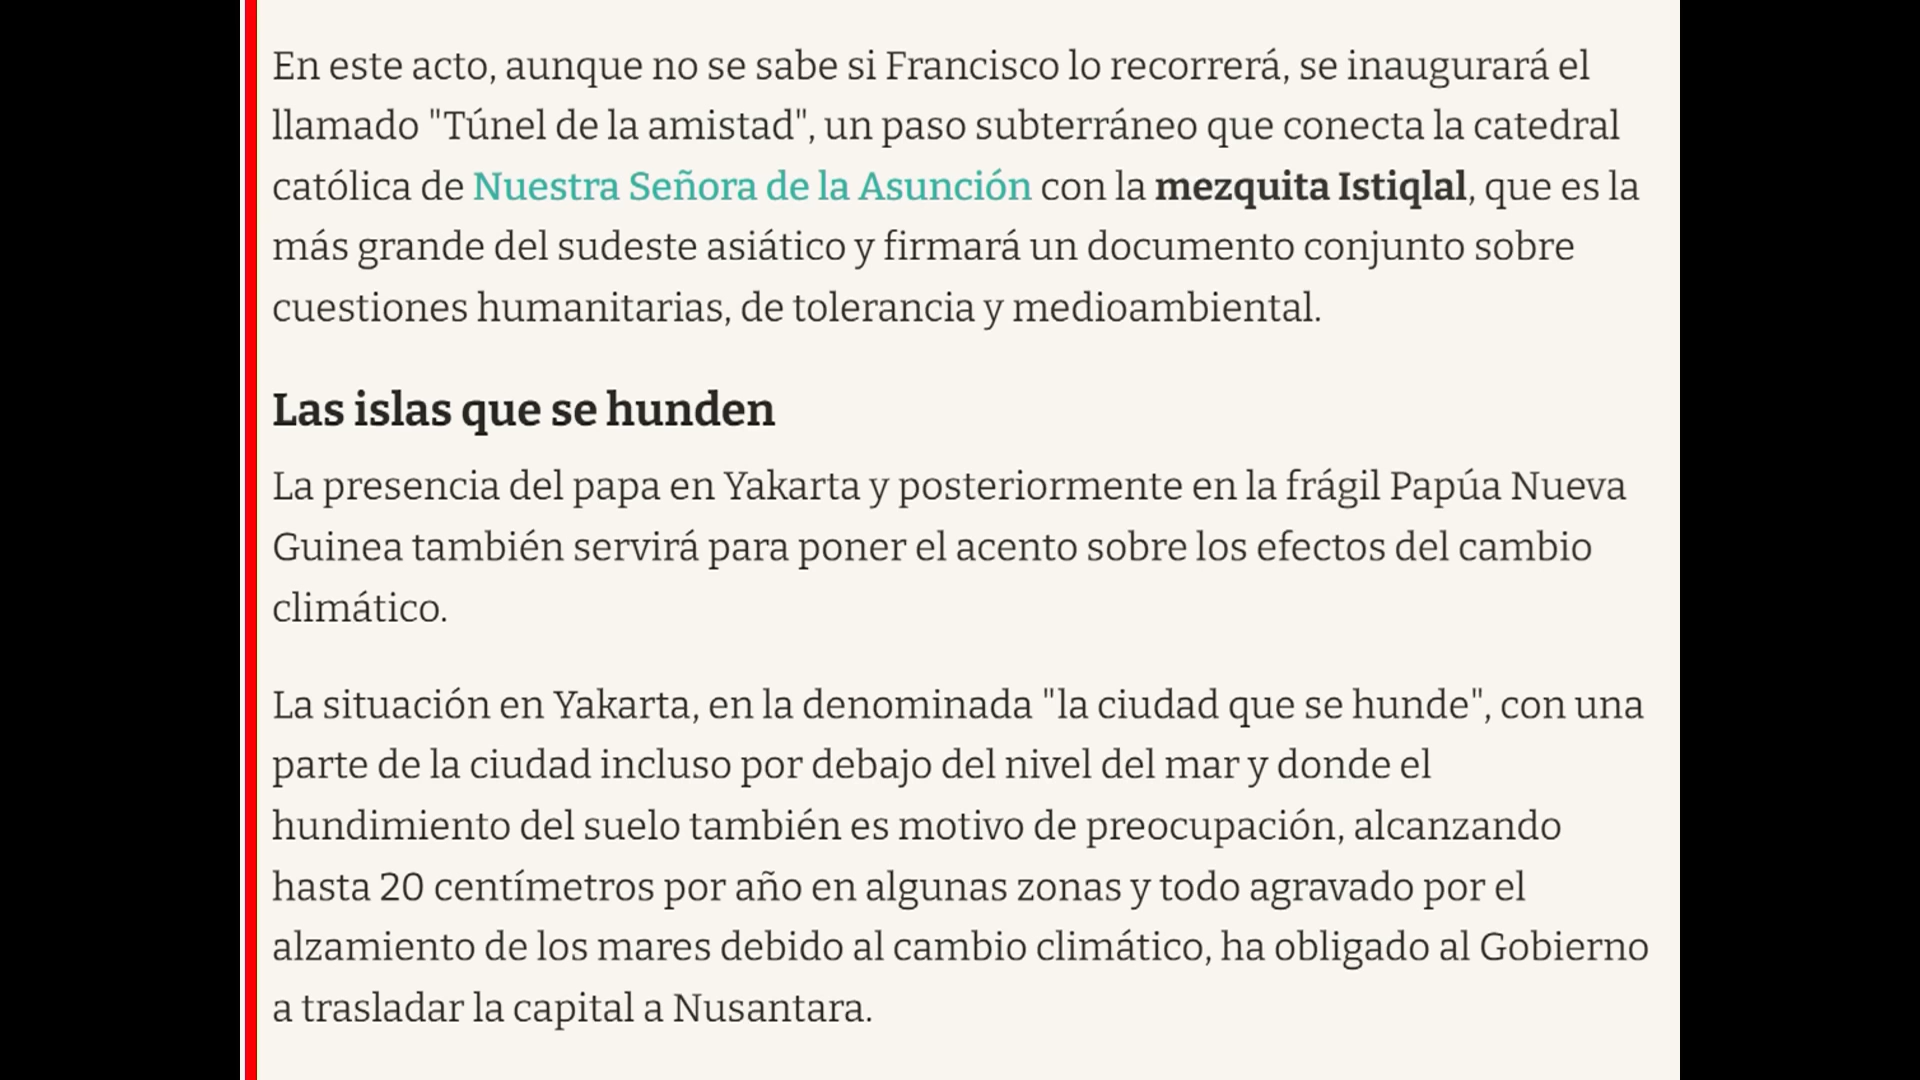 En este acto, aunque no se sabe si Francisco lo recorrerá, se inaugurará el
llamado "Túnel de la amistad", un paso subterráneo que conecta la catedral
católica de Nuestra Señora de la Asunción con la mezquita Istiqlal, que es la
más grande del sudeste asiático y firmará un documento conjunto sobre
cuestiones humanitarias, de tolerancia y medioambiental.
Las islas que se hunden
La presencia del papa en Yakarta y posteriormente en la frágil Papúa Nueva
Guinea también servirá para poner el acento sobre los efectos del cambio
climático.
La situación en Yakarta, en la denominada "la ciudad que se hunde", con una
parte de la ciudad incluso por debajo del nivel del mar y donde el
hundimiento del suelo también es motivo de preocupación, alcanzando
hasta 20 centímetros por año en algunas zonas y todo agravado por el
alzamiento de los mares debido al cambio climático, ha obligado al Gobierno
a trasladar la capital a Nusantara.